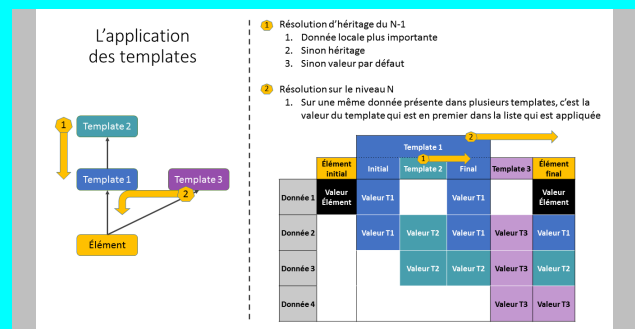 L'application
des templates
1
Template 2
Template 1
Template 3
2
Élément
1 Résolution d'héritage du N-1
1. Donnée locale plus importante
2. Sinon héritage
3. Sinon valeur par défaut
2 Résolution sur le niveau N
1. Sur une même donnée présente dans plusieurs templates, c'est la
valeur du template qui est en premier dans la liste qui est appliquée
2
Template 1
1
Élément initial Initial Template 2 Final Template 3 Élément final
Donnée 1 Valeur Élément Valeur T1 Valeur T1 Valeur Élément
Donnée 2 Valeur T1 Valeur T2 Valeur T1 Valeur T3 Valeur T1
Donnée 3 Valeur T2 Valeur T2 Valeur T3 Valeur T2
Donnée 4 Valeur T3 Valeur T3